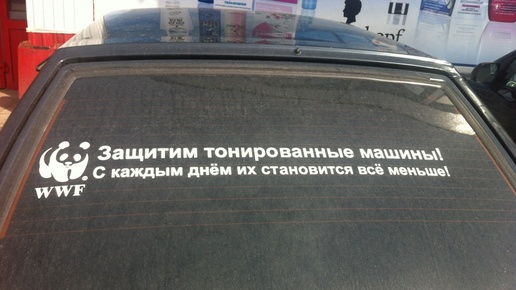 Защитим тонированные машины!
С каждым днём их становится всё меньше!
WWF